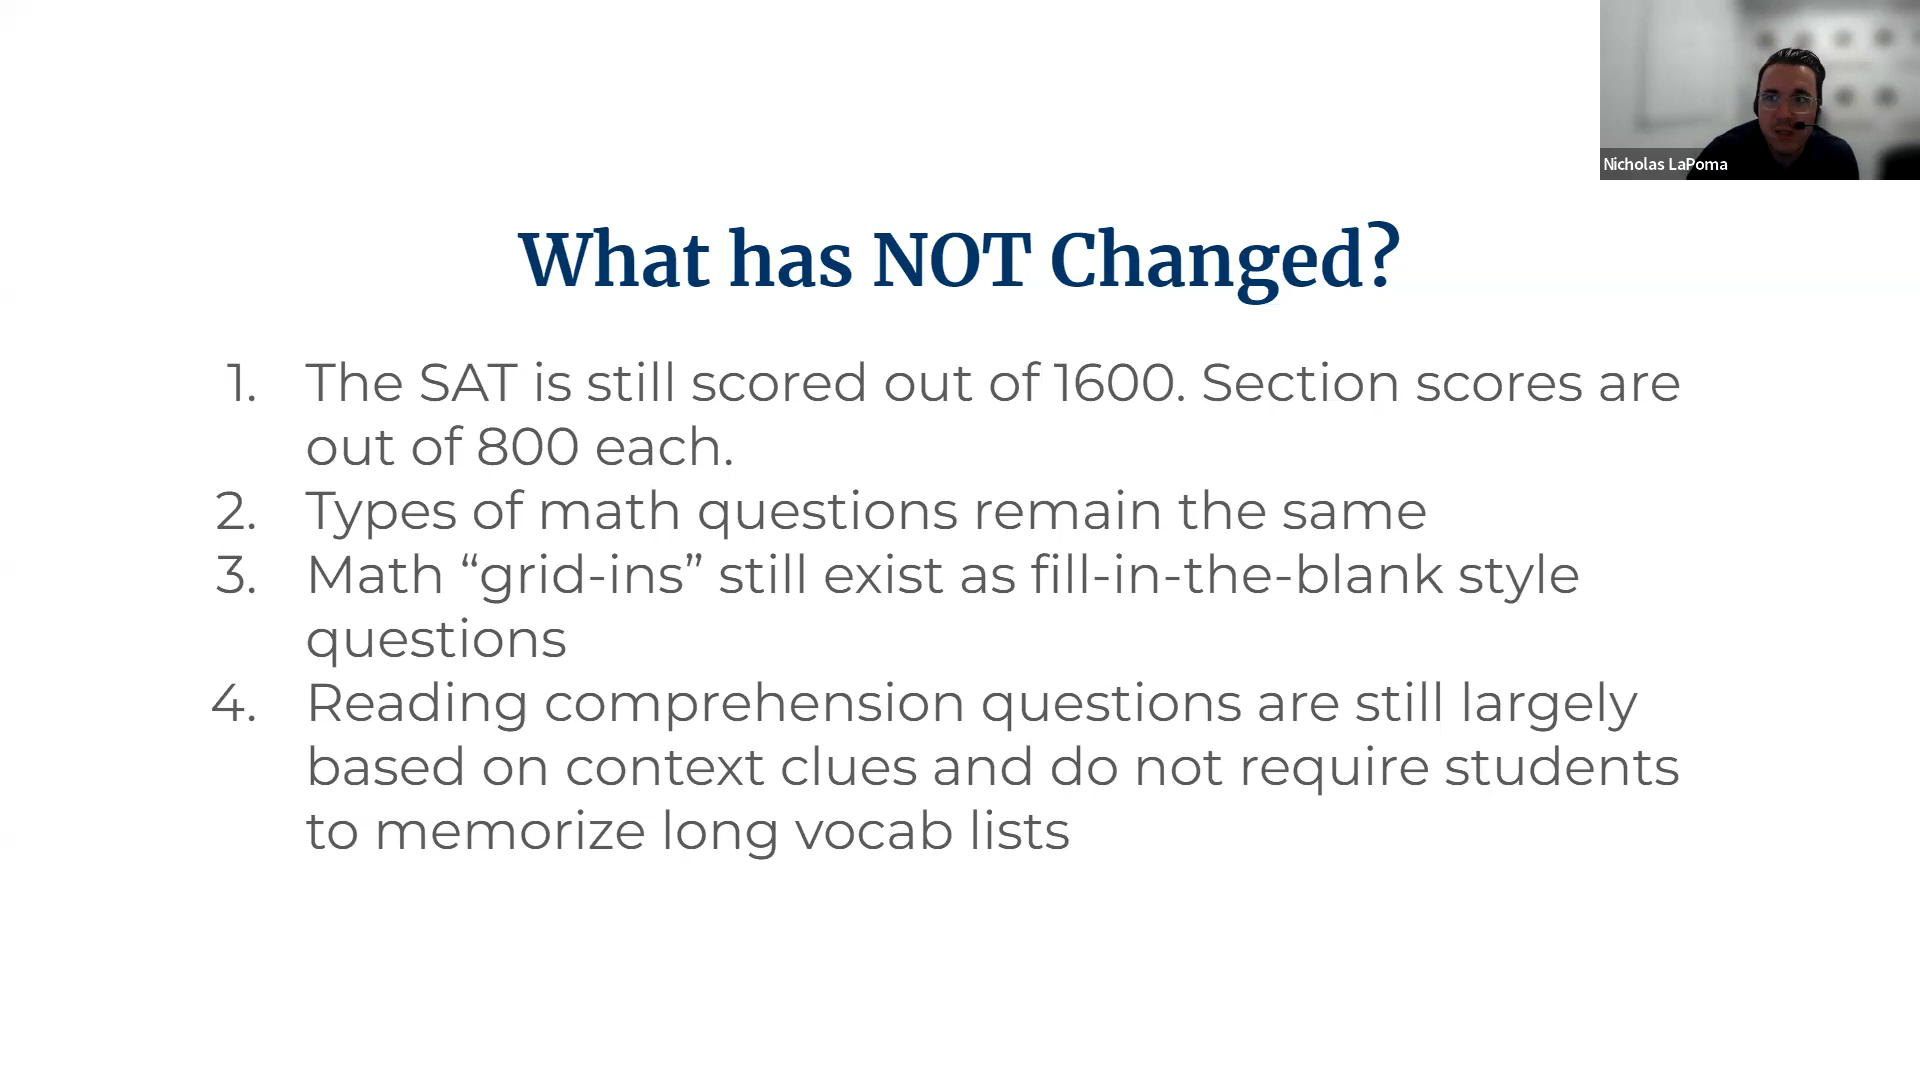 Nicholas LaPoma
What has NOT Changed?
1. The SAT is still scored out of 1600. Section scores are
out of 800 each.
2. Types of math questions remain the same
3. Math “grid-ins” still exist as fill-in-the-blank style
questions
4. Reading comprehension questions are still largely
based on context clues and do not require students
to memorize long vocab lists